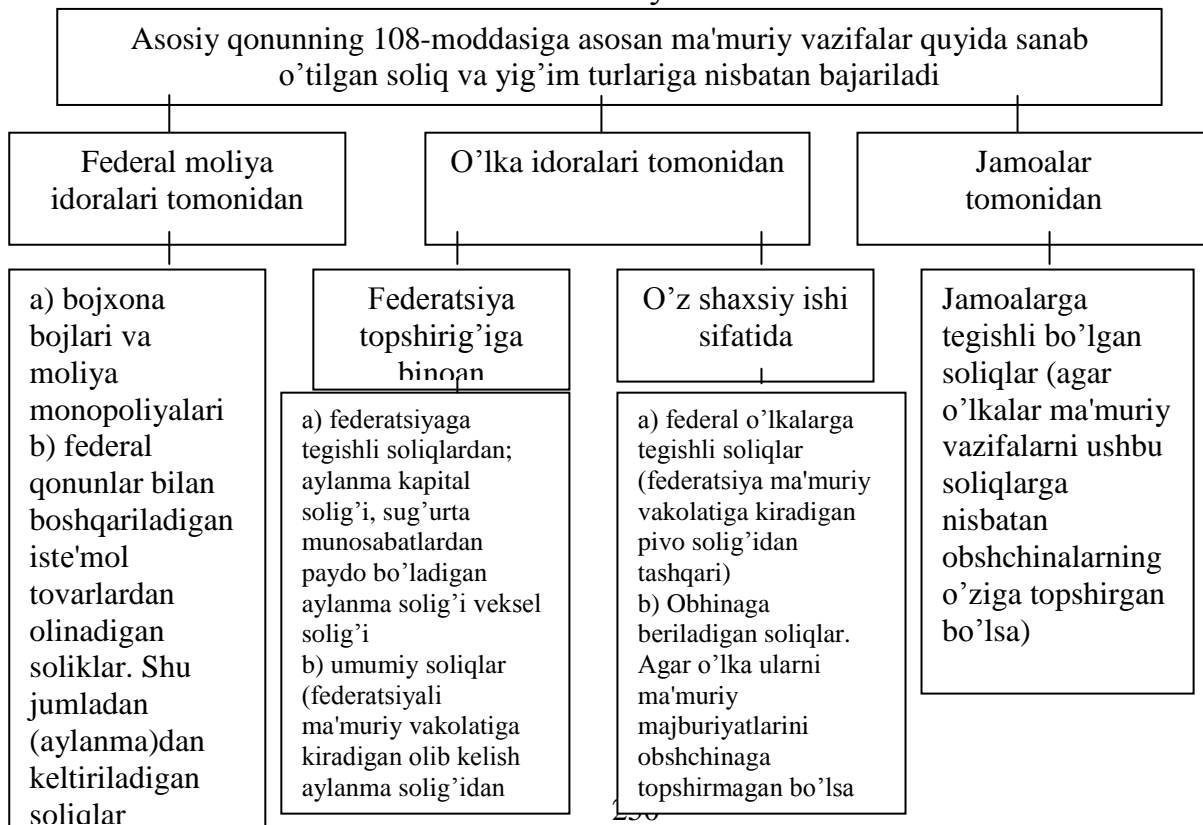 Asosiy qonunning 108-moddasiga asosan ma'muriy vazifalar quyida sanab
o’tilgan soliq va yig’im turlariga nisbatan bajariladi
Federal moliya
idoralari tomonidan
O’lka idoralari tomonidan
Jamoalar
tomonidan
a) bojxona
bojlari va
moliya
monopoliyalari
b) federal
qonunlar bilan
boshqariladigan
iste'mol
tovarlardan
olinadigan
soliklar. Shu
jumladan
(aylanma)dan
keltiriladigan
soliqlar
Federatsiya
topshirig’iga
binoan
a) federatsiyaga
tegishli soliqlardan;
aylanma kapital
solig’i, sug’urta
munosabatlardan
paydo bo’ladigan
aylanma solig’i veksel
solig’i
b) umumiy soliqlar
(federatsiyali
ma'muriy vakolatiga
kiradigan olib kelish
aylanma solig’idan
O’z shaxsiy ishi
sifatida
a) federal o’lkalarga
tegishli soliqlar
(federatsiya ma'muriy
vakolatiga kiradigan
pivo solig’idan
tashqari)
b) Obhinaga
beriladigan soliqlar.
Agar o’lka ularni
ma'muriy
majburiyatlarini
obshchinaga
topshirmagan bo’lsa
Jamoalarga
tegishli bo’lgan
soliqlar (agar
o’lkalar ma'muriy
vazifalarni ushbu
soliqlarga
nisbatan
obshchinalarning
o’ziga topshirgan
bo’lsa)